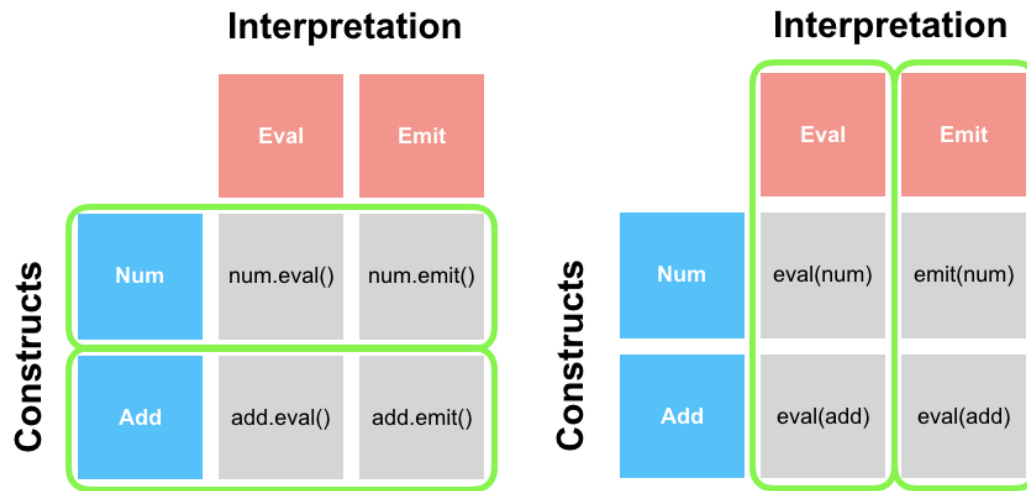 Interpretation
Eval Emit
Num num.eval() num.emit()
Add add.eval() add.emit()
Constructs
Interpretation
Eval Emit
Num eval(num) emit(num)
Add eval(add) eval(add)
Constructs